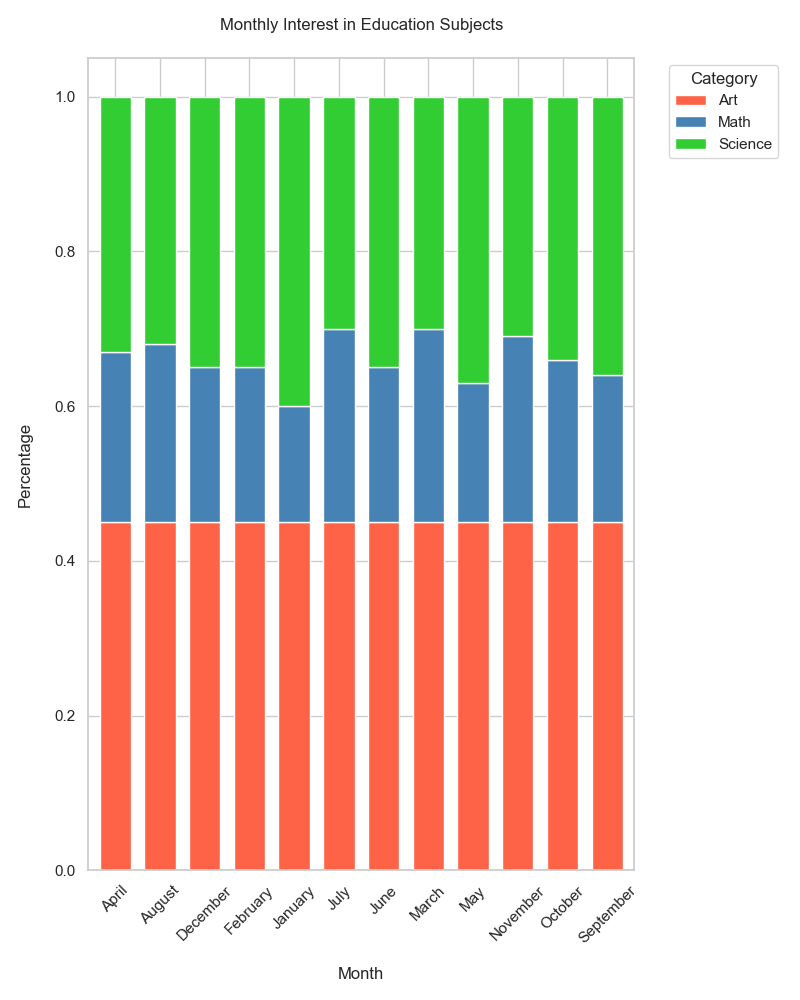 Monthly Interest in Education Subjects
Category
Art
Math
Science
1.0
0.8
0.6
0.4
0.2
0.0
Percentage
April
August
December
February
January
July
June
March
May
November
October
September
Month